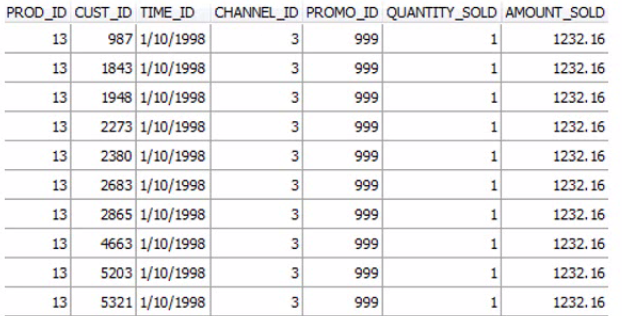 PROD_ID CUST_ID TIME_ID CHANNEL_ID PROMO_ID QUANTITY_SOLD AMOUNT_SOLD
13 987 1/10/1998 3 999 1 1232.16
13 1843 1/10/1998 3 999 1 1232.16
13 1948 1/10/1998 3 999 1 1232.16
13 2273 1/10/1998 3 999 1 1232.16
13 2380 1/10/1998 3 999 1 1232.16
13 2683 1/10/1998 3 999 1 1232.16
13 2865 1/10/1998 3 999 1 1232.16
13 4663 1/10/1998 3 999 1 1232.16
13 5203 1/10/1998 3 999 1 1232.16
13 5321 1/10/1998 3 999 1 1232.16